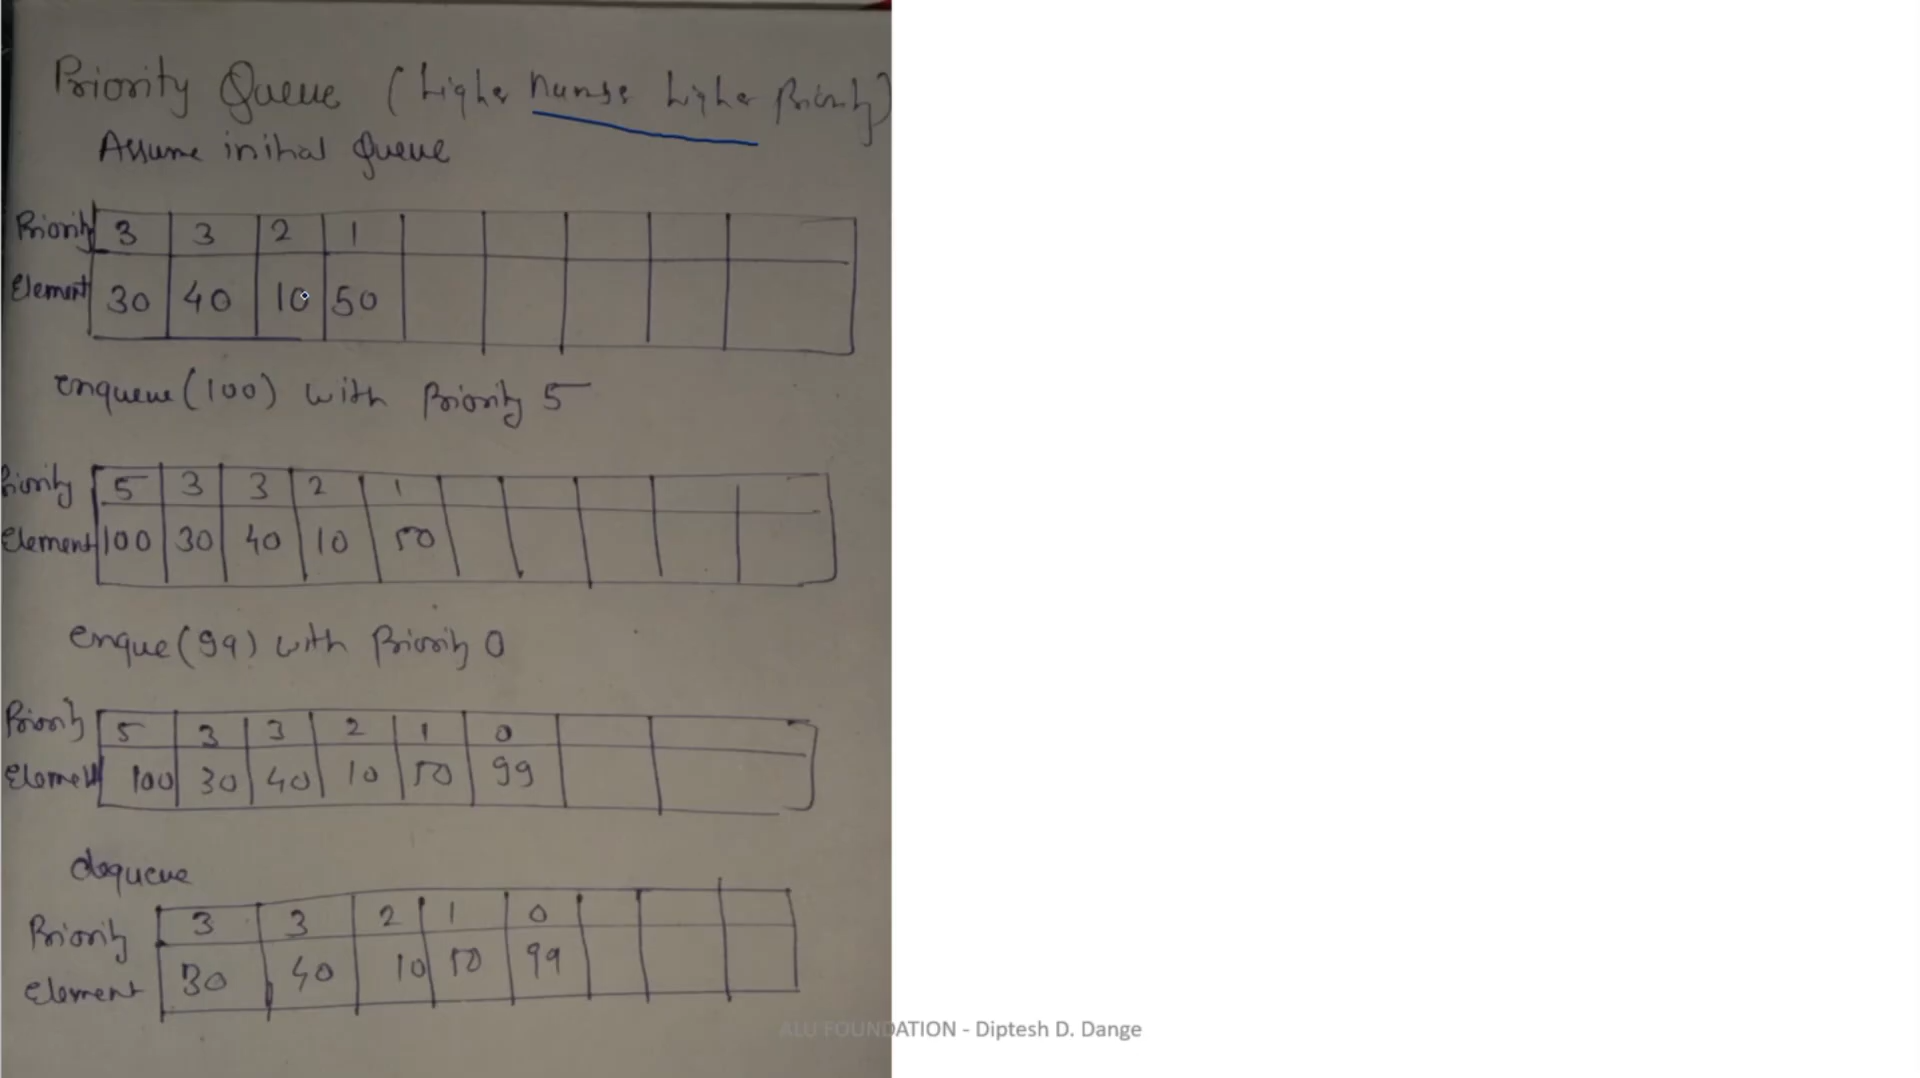 Priority Queue (higher number higher Priority)
Assume initial Queue
Priority 3 3 2 1
Element 30 40 10 50
enqueue(100) with Priority 5
Priority 5 3 3 2 1
Element 100 30 40 10 50
enque(99) with Priority 0
Priority 5 3 3 2 1 0
Element 100 30 40 10 50 99
dequeue
Priority 3 3 2 1 0
Element 30 40 10 50 99
ALU FOUNDATION - Diptesh D. Dange